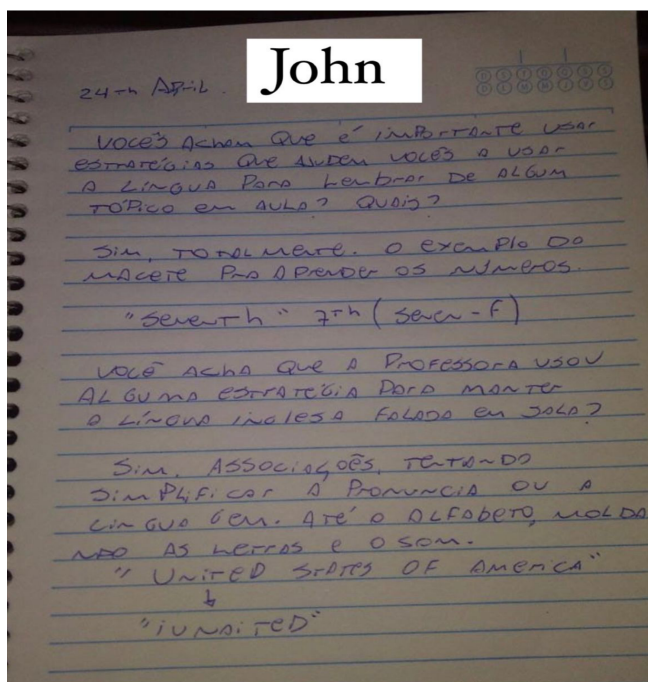 John
24th April.
D S T Q Q S S
D L M M J V S
VOCÊS ACHAM QUE É IMPORTANTE USAR
ESTRATÉGIAS QUE AJUDEM VOCÊS A USAR
A LÍNGUA PARA LEMBRAR DE ALGUM
TÓPICO EM AULA? QUAIS?
SIM, TOTALMENTE. O EXEMPLO DO
MACETE PRA APRENDER OS NÚMEROS.
"Seventh" 7th (seven-F)
VOCÊ ACHA QUE A PROFESSORA USOU
ALGUMA ESTRATÉGIA PARA MANTER
A LÍNGUA INGLESA FALADA EM SALA?
SIM. ASSOCIAÇÕES, TENTANDO
SIMPLIFICAR A PRONUNCIA OU A
LINGUAGEM. ATÉ O ALFABETO, MOLDA
NDO AS LETRAS E O SOM.
"UNITED STATES OF AMERICA"
↓
"iUNAiTED"